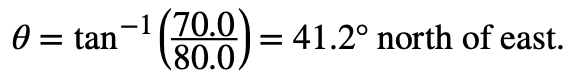 θ = tan⁻¹(70.0/80.0) = 41.2° north of east.